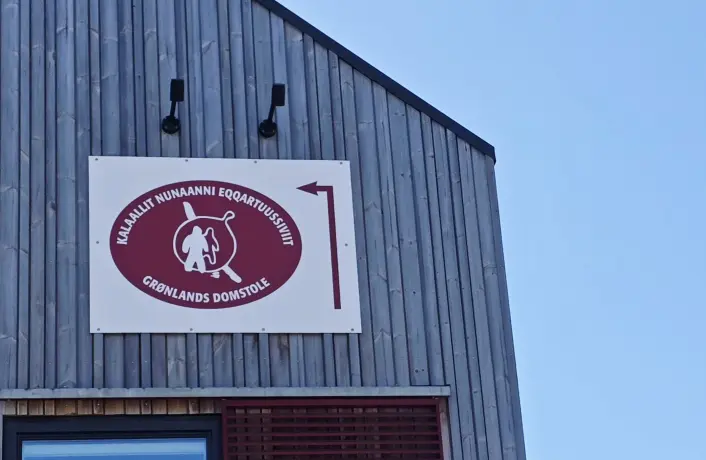 KALAALLIT NUNAANNI EQQARTUUSSIVIIT
GRØNLANDS DOMSTOLE